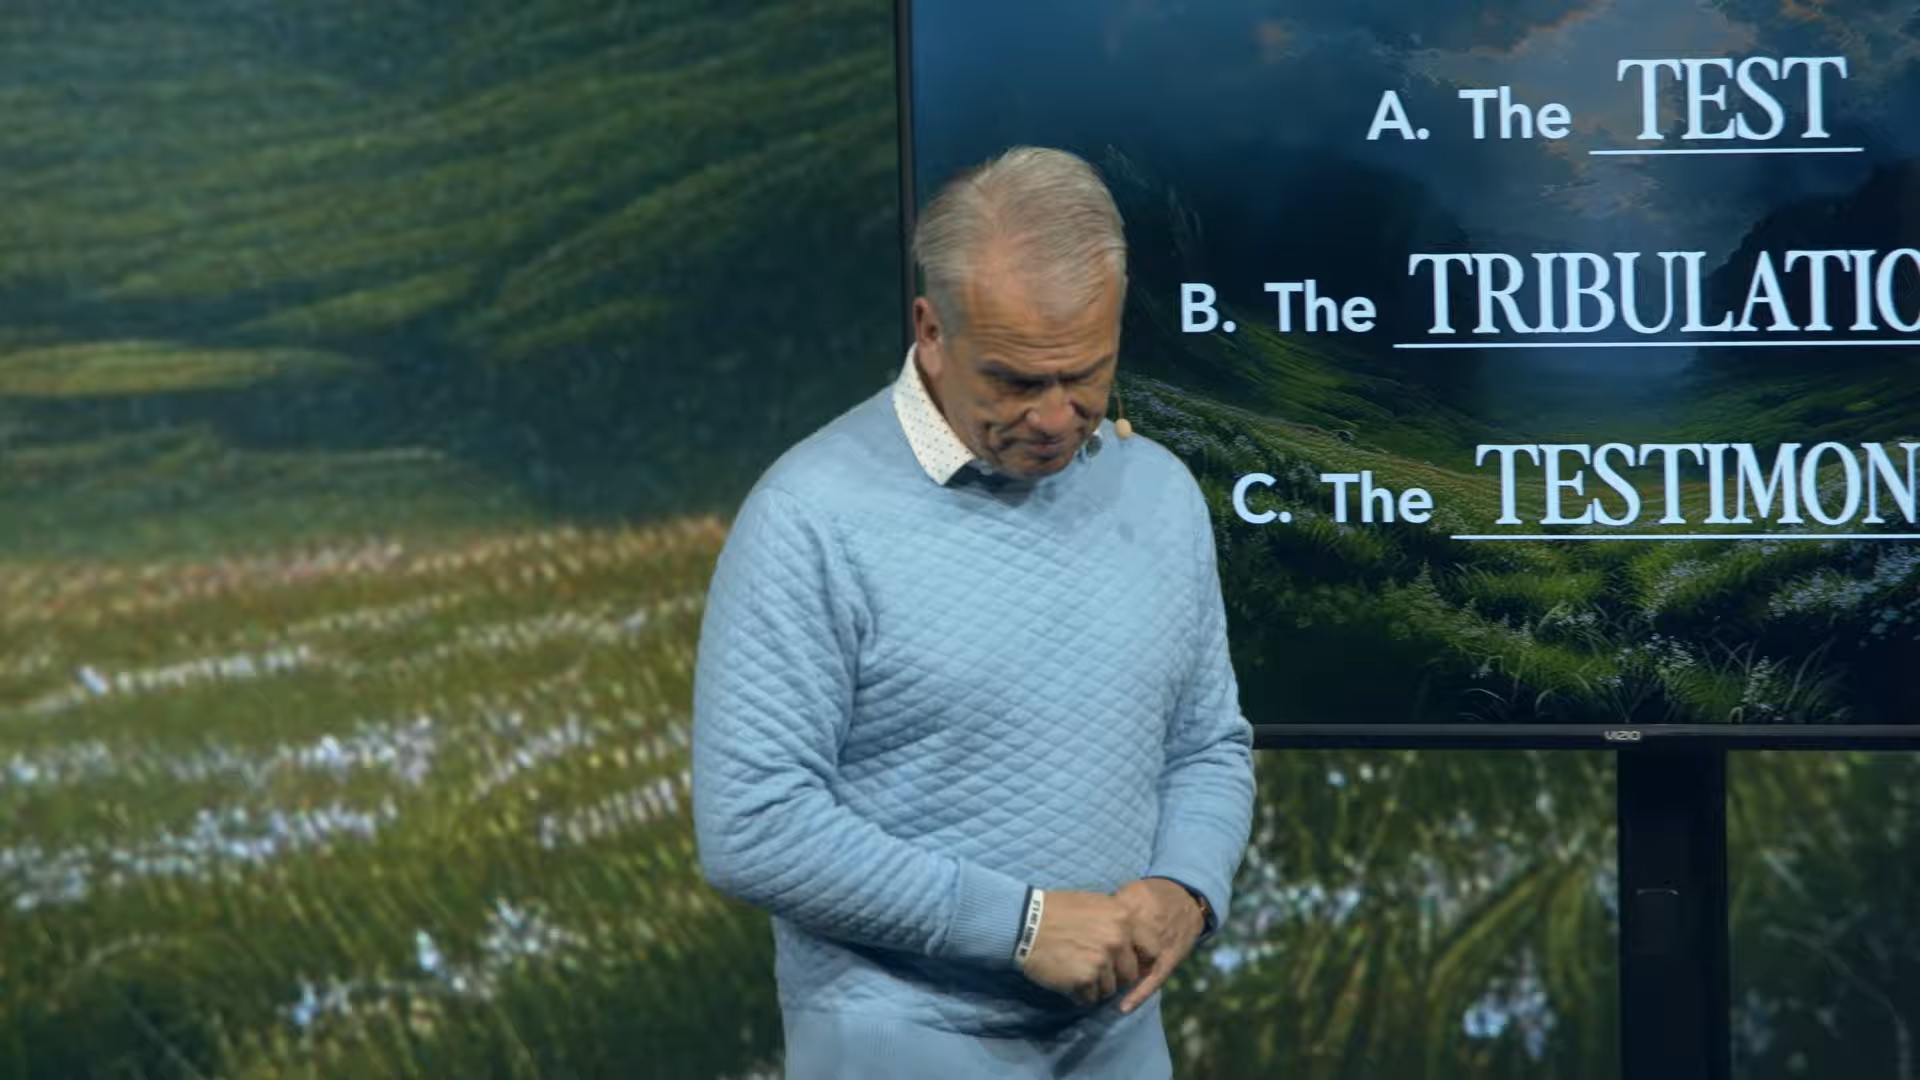 A. The TEST
B. The TRIBULATIO
C. The TESTIMON
VIZIO